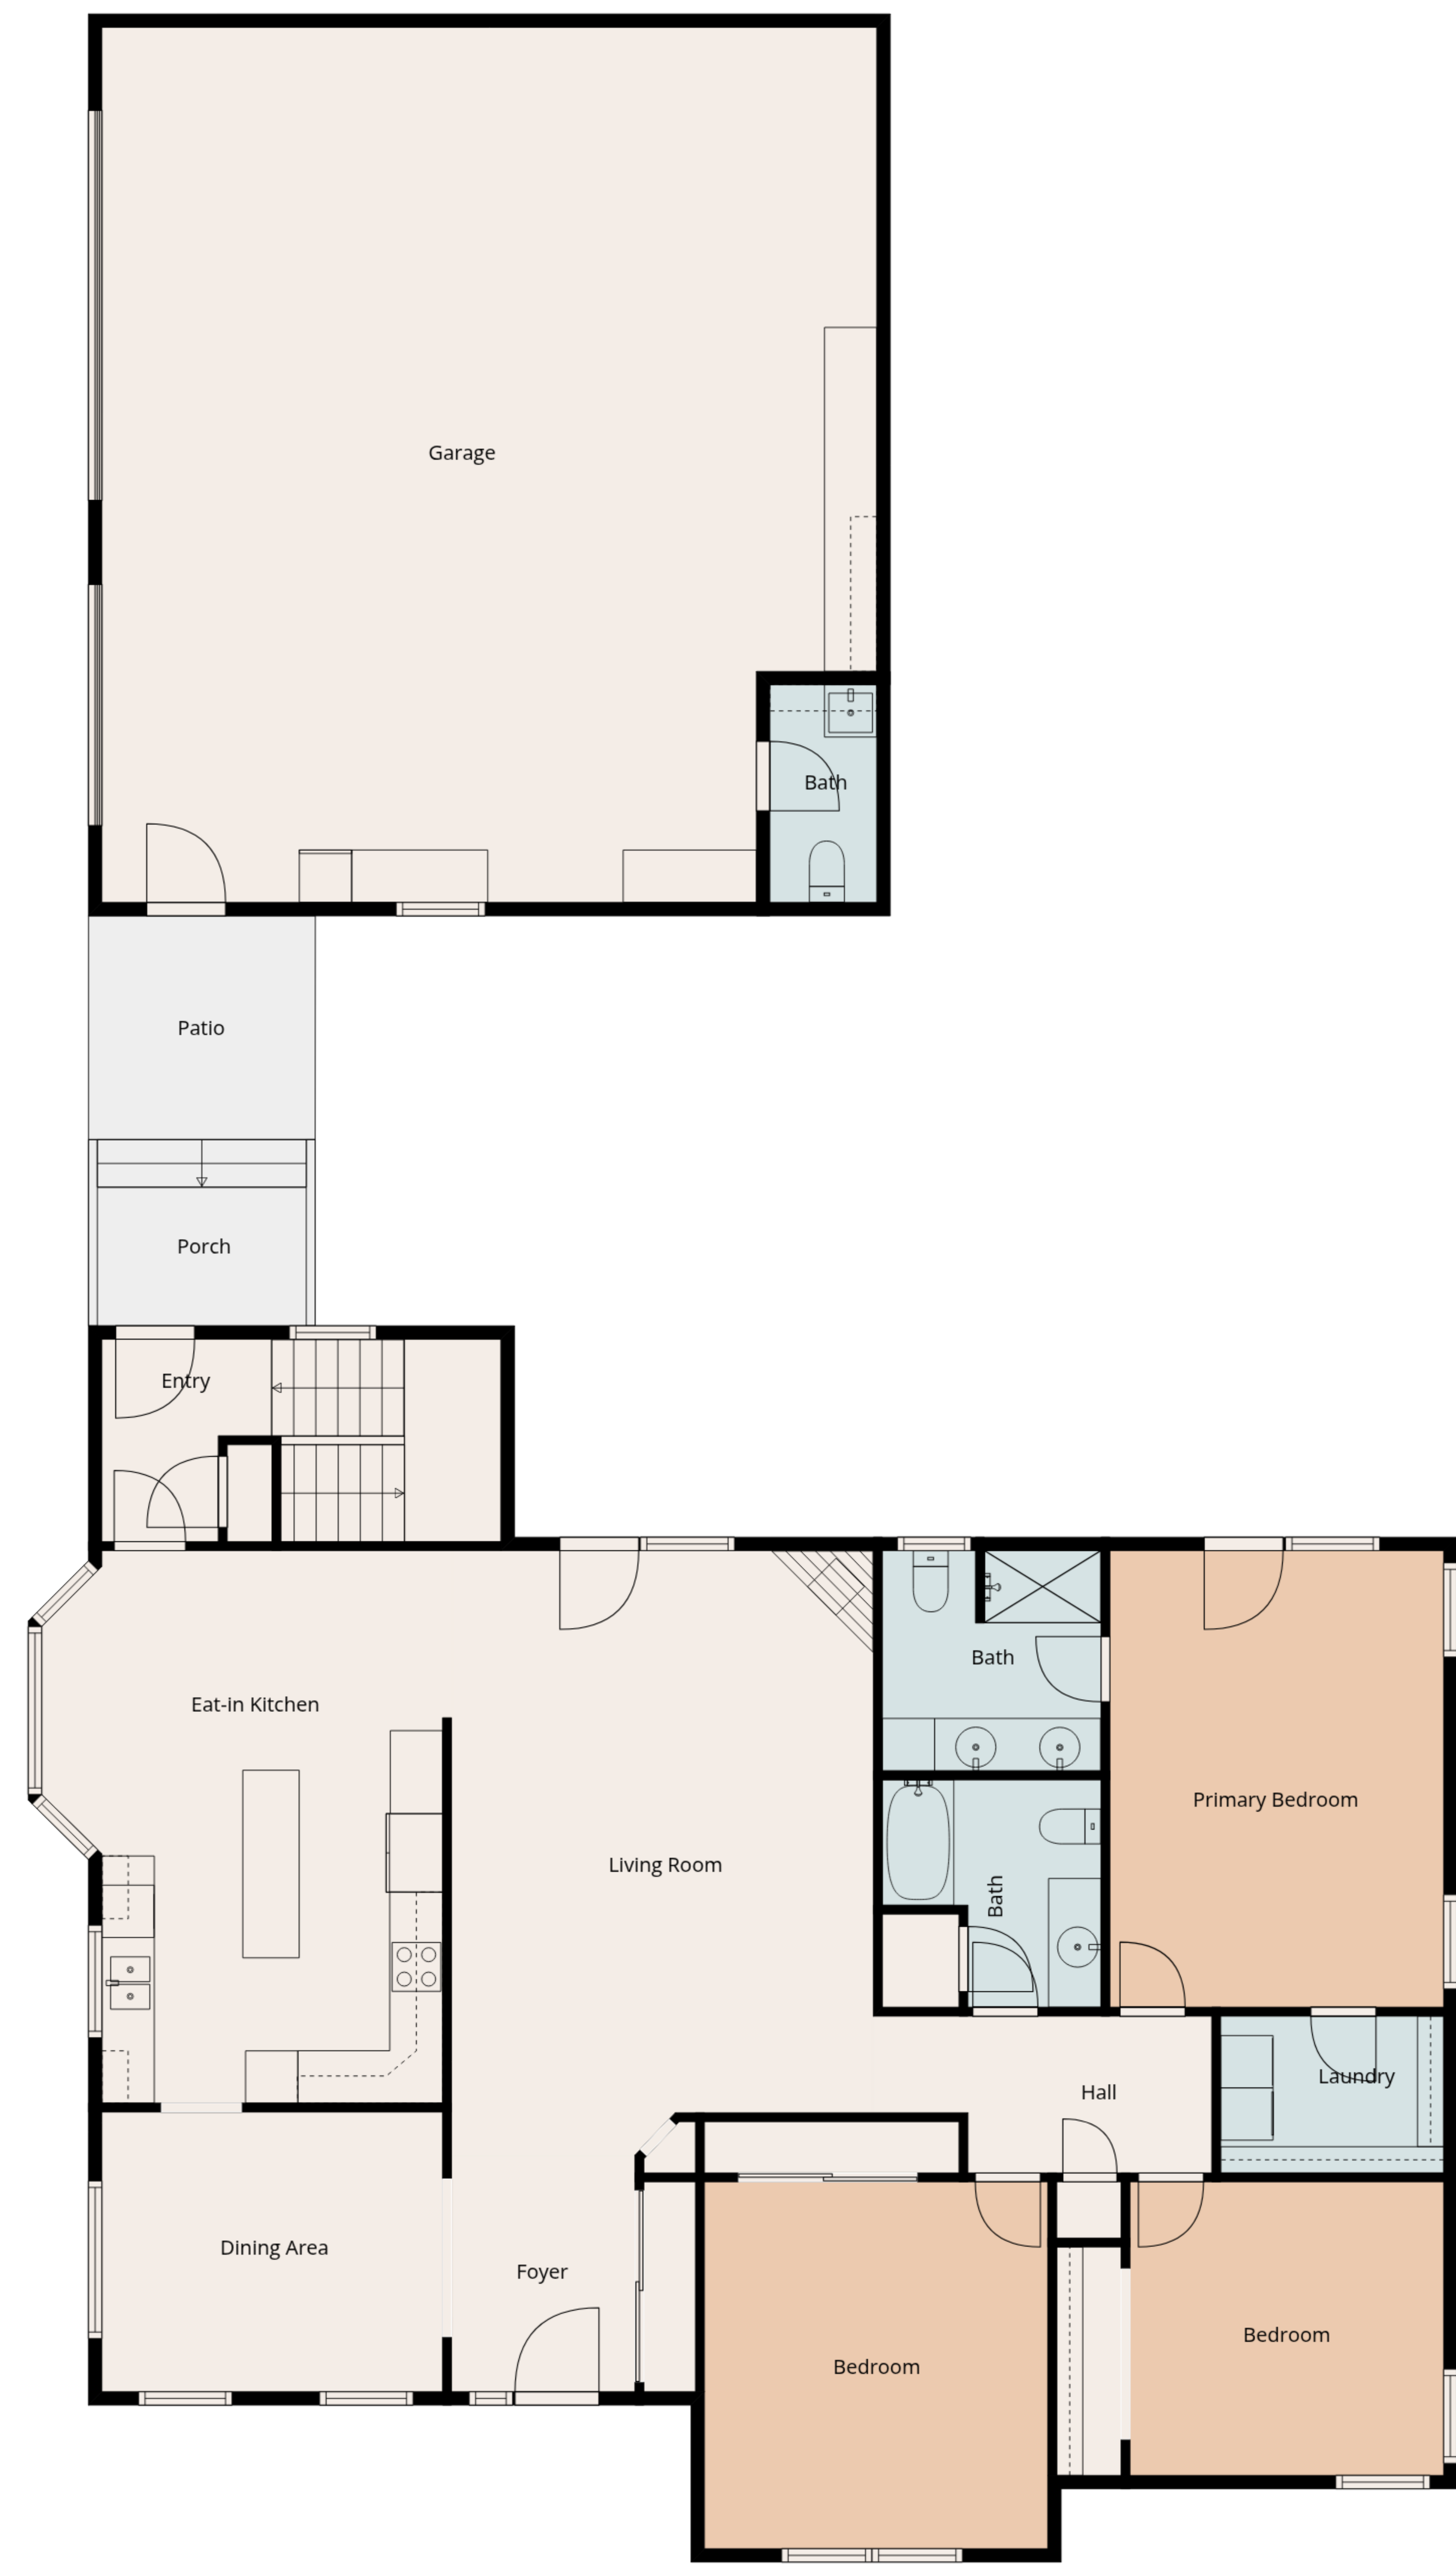 Garage
Bath
Patio
Porch
Entry
Bath
Eat-in Kitchen
Primary Bedroom
Living Room
Bath
Laundry
Hall
Dining Area
Foyer
Bedroom
Bedroom